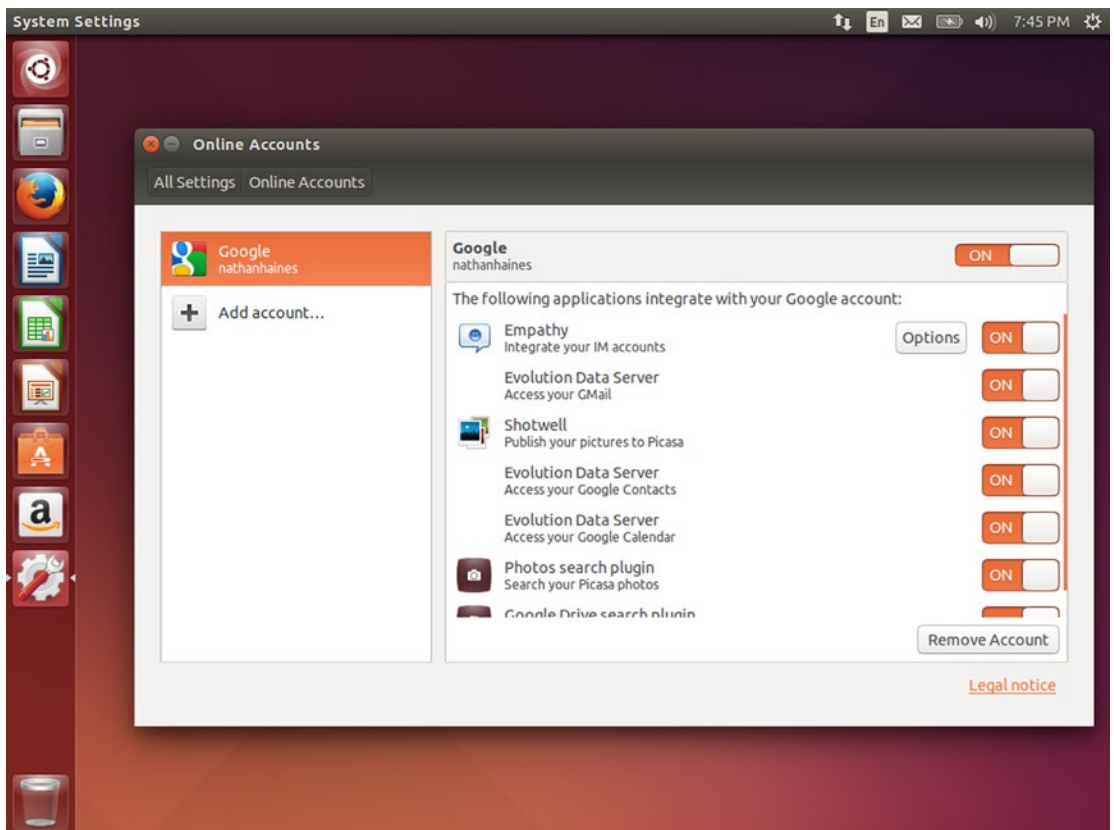 System Settings
En
7:45 PM
Online Accounts
All Settings Online Accounts
Google
nathanhaines
Add account...
Google
nathanhaines
ON
The following applications integrate with your Google account:
Empathy
Integrate your IM accounts
Options
ON
Evolution Data Server
Access your GMail
ON
Shotwell
Publish your pictures to Picasa
ON
Evolution Data Server
Access your Google Contacts
ON
Evolution Data Server
Access your Google Calendar
ON
Photos search plugin
Search your Picasa photos
ON
Google Drive search plugin
Remove Account
Legal notice
a